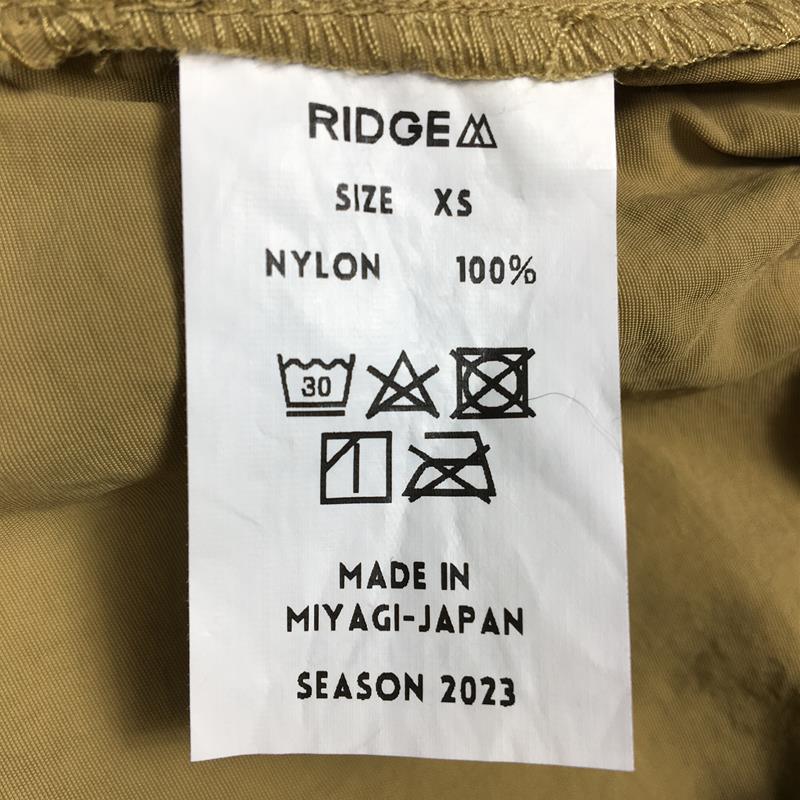 RIDGE
SIZE XS
NYLON 100%
30
MADE IN
MIYAGI-JAPAN
SEASON 2023